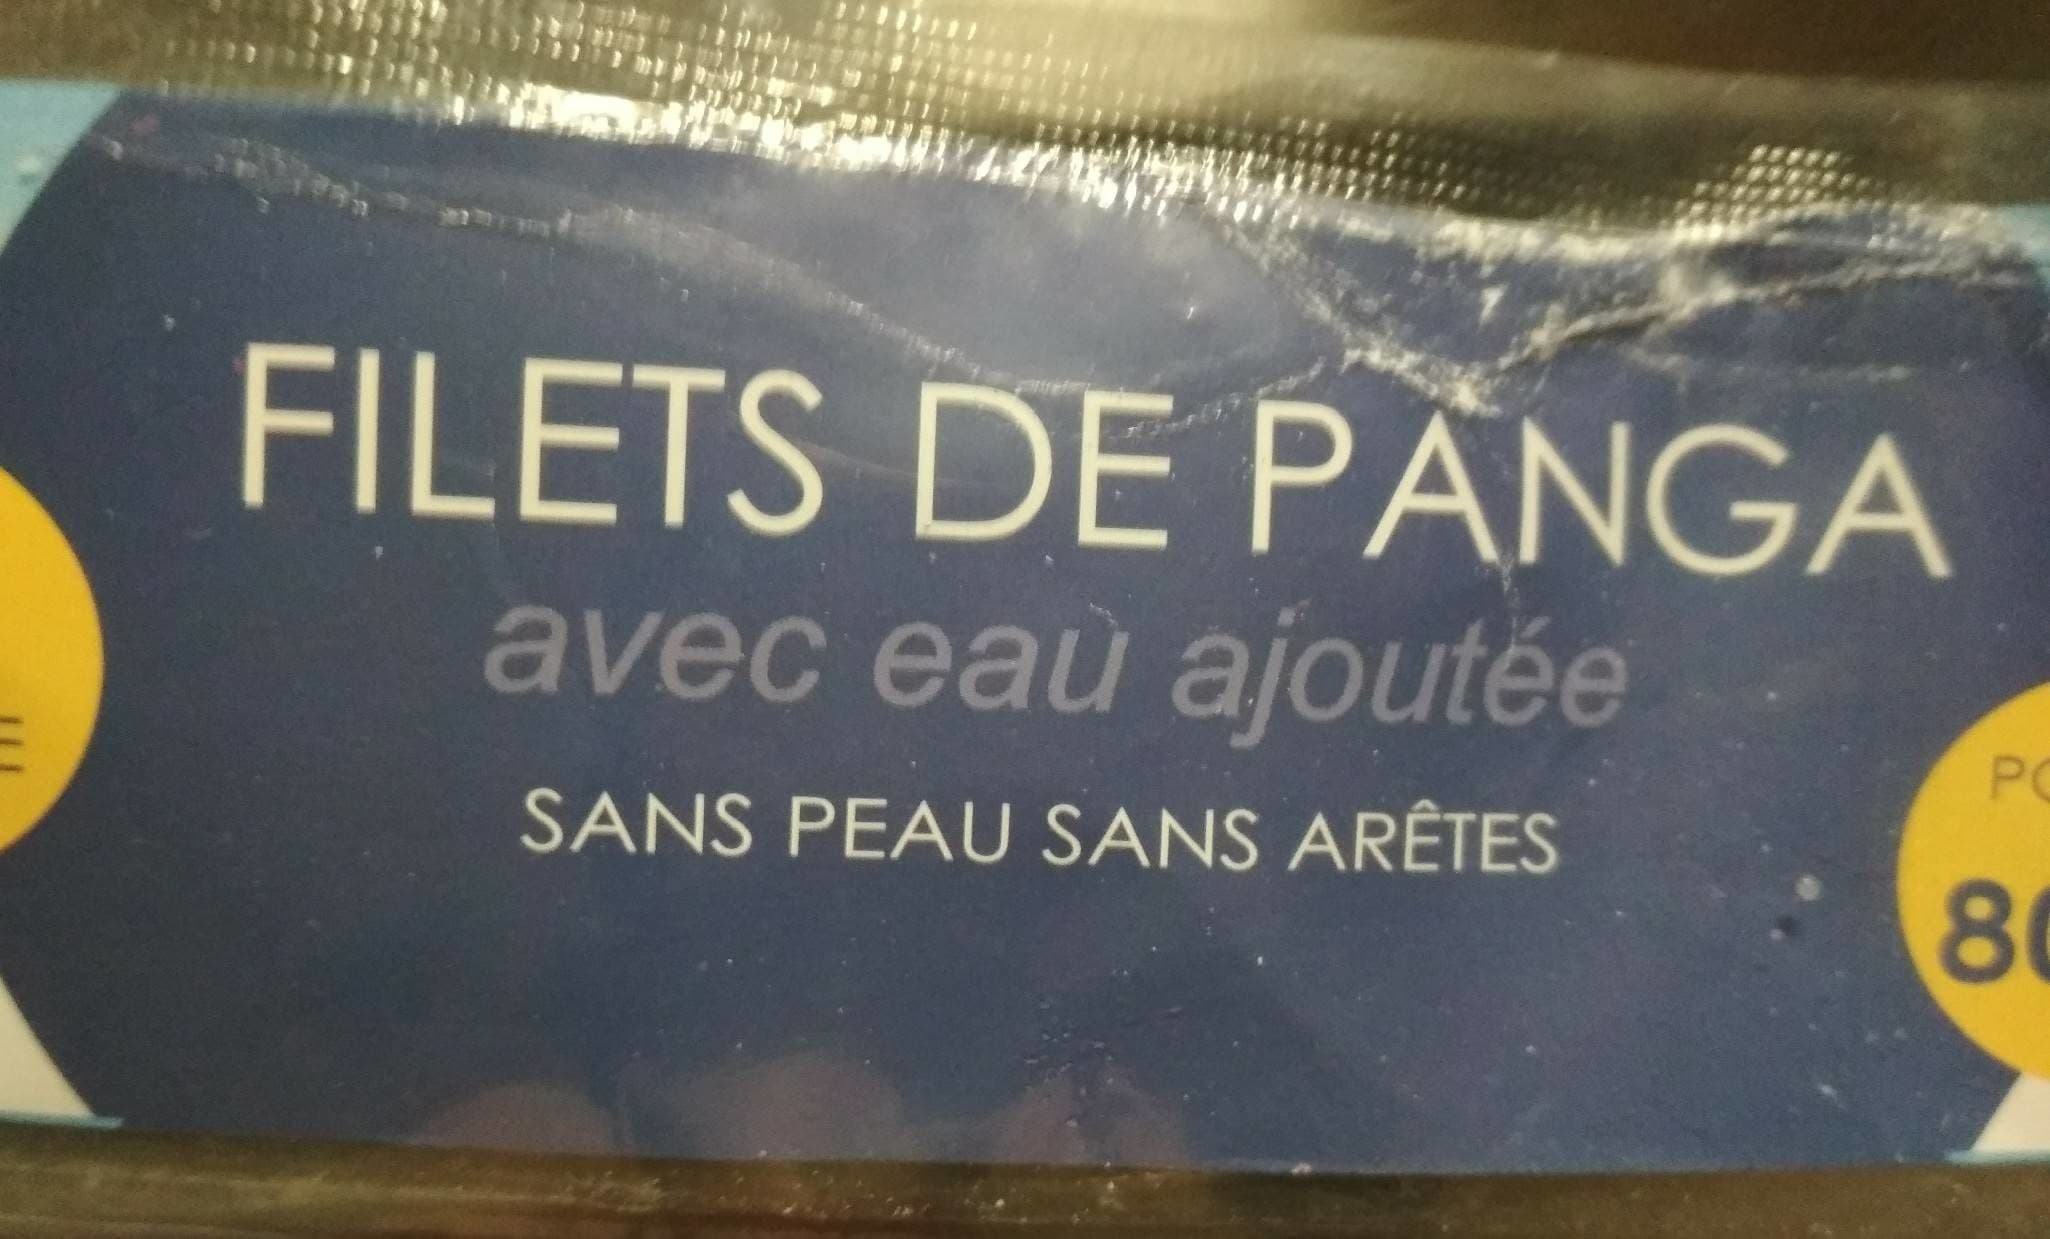 FILETS DE PANGA
avec eau ajoutée
SANS PEAU SANS ARÊTES